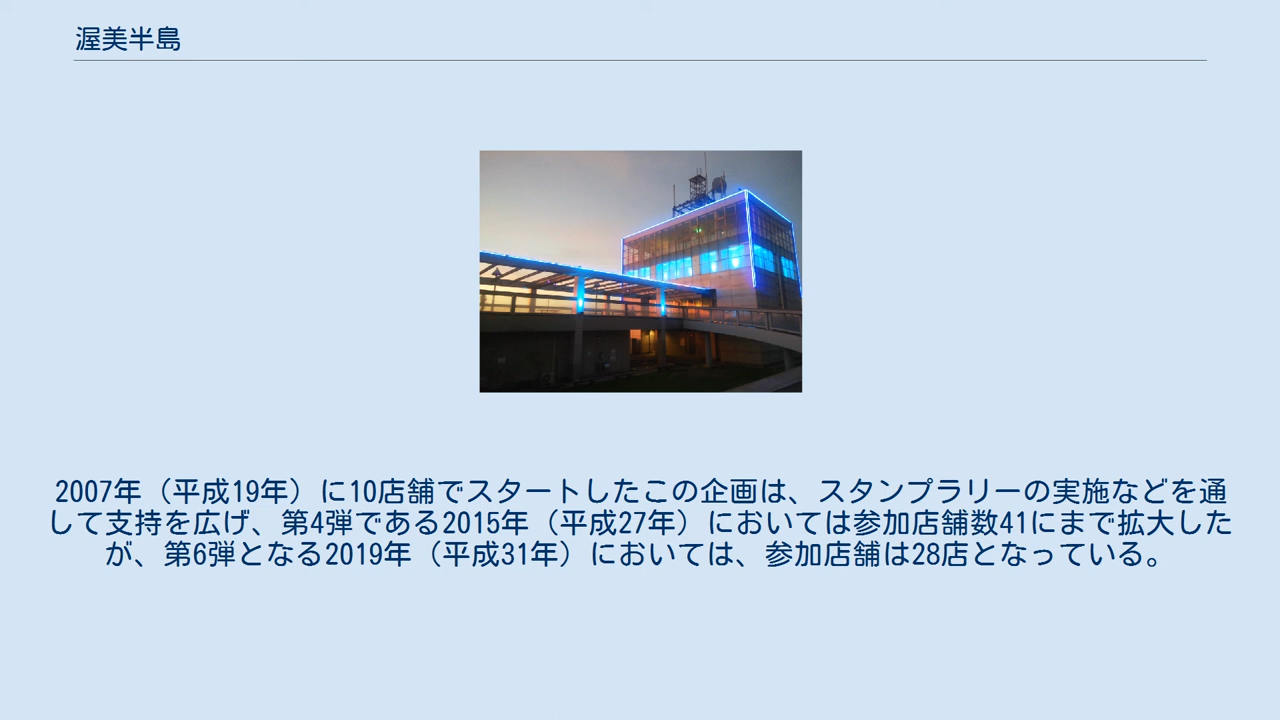 渥美半島
2007年（平成19年）に10店舗でスタートしたこの企画は、スタンプラリーの実施などを通
して支持を広げ、第4弾である2015年（平成27年）においては参加店舗数41にまで拡大した
が、第6弾となる2019年（平成31年）においては、参加店舗は28店となっている。